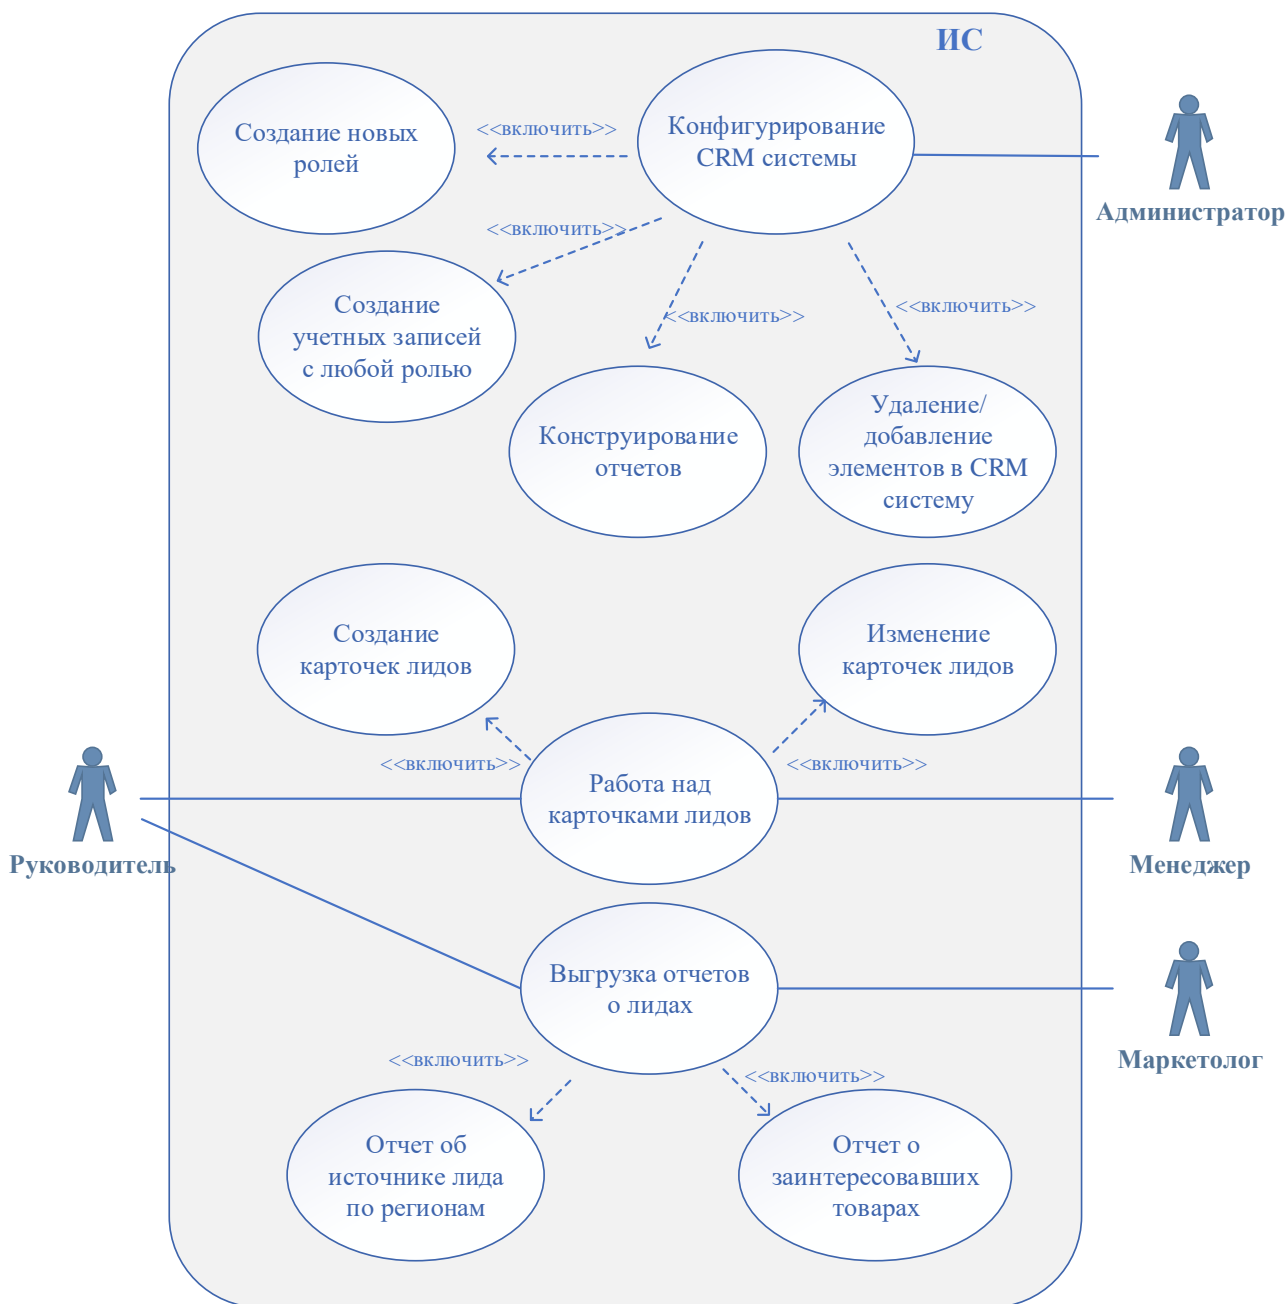 ИС
Создание новых
ролей
<<включить>>
Конфигурирование
CRM системы
Администратор
<<включить>>
Создание
учетных записей
с любой ролью
<<включить>>
<<включить>>
Конструирование
отчетов
Удаление/
добавление
элементов в CRM
систему
Создание
карточек лидов
Изменение
карточек лидов
<<включить>>
<<включить>>
Работа над
карточками лидов
Руководитель
Менеджер
Выгрузка отчетов
о лидах
Маркетолог
<<включить>>
<<включить>>
Отчет об
источнике лида
по регионам
Отчет о
заинтересовавших
товарах